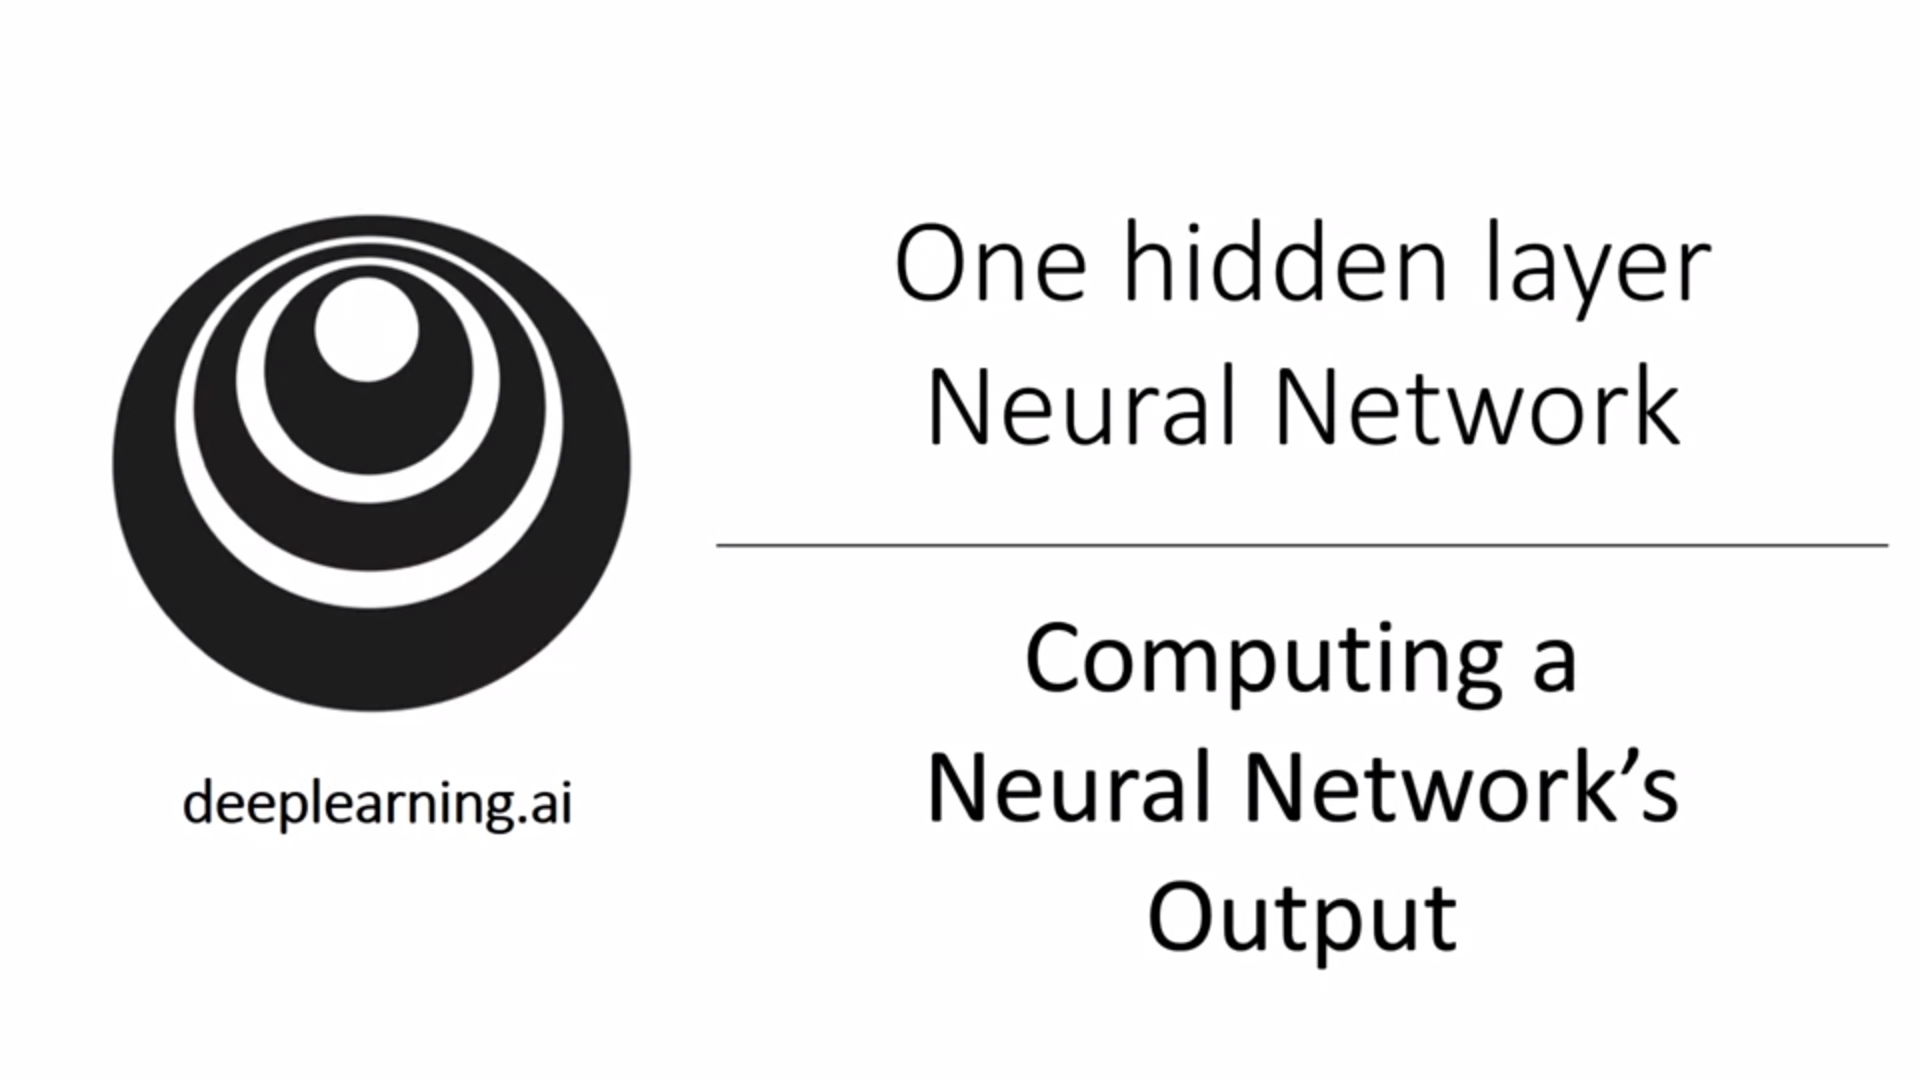 One hidden layer
Neural Network
Computing a
Neural Network’s
Output
deeplearning.ai